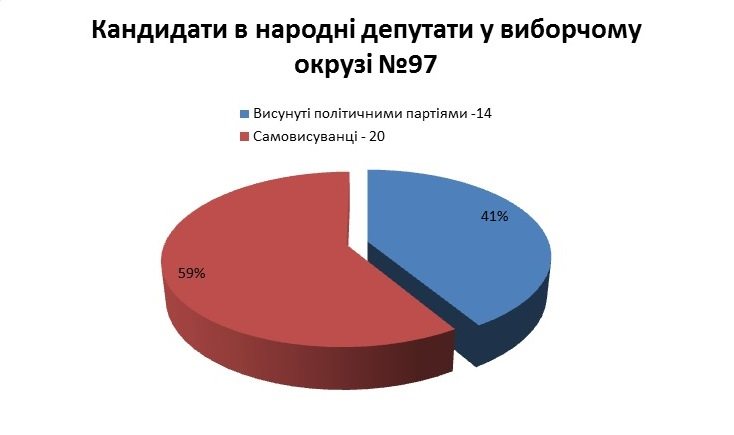 Кандидати в народні депутати у виборчому
окрузі №97
Висунуті політичними партіями -14
Самовисуванці - 20
41%
59%